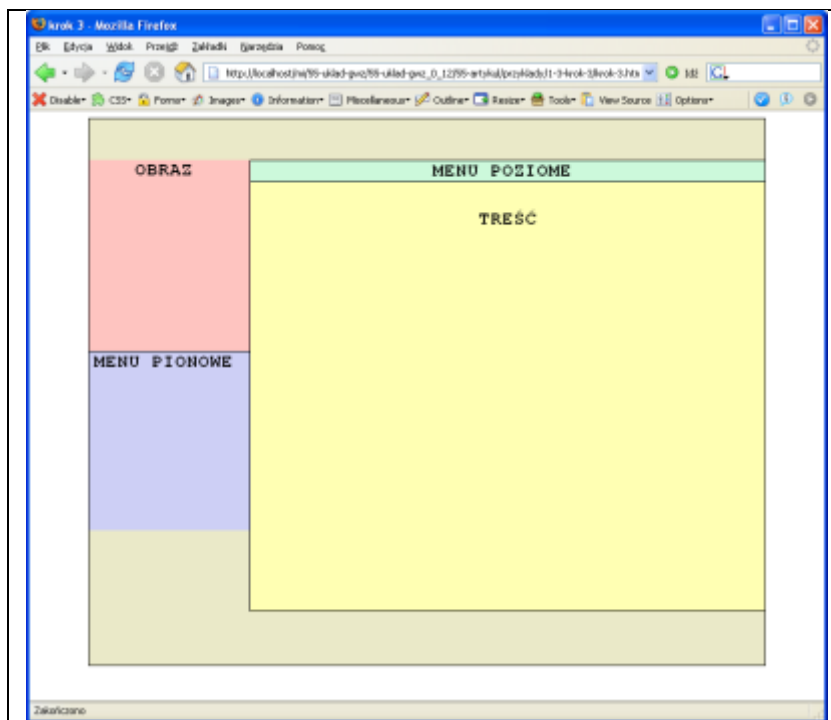 krok 3 - Mozilla Firefox
Plik Edycja Widok Przejdź Zakładki Narzędzia Pomoc
Disable CSS Forms Images Information Miscellaneous Outline Resize Tools View Source Options
OBRAZ MENU POZIOME
TREŚĆ
MENU PIONOWE
Zakończono